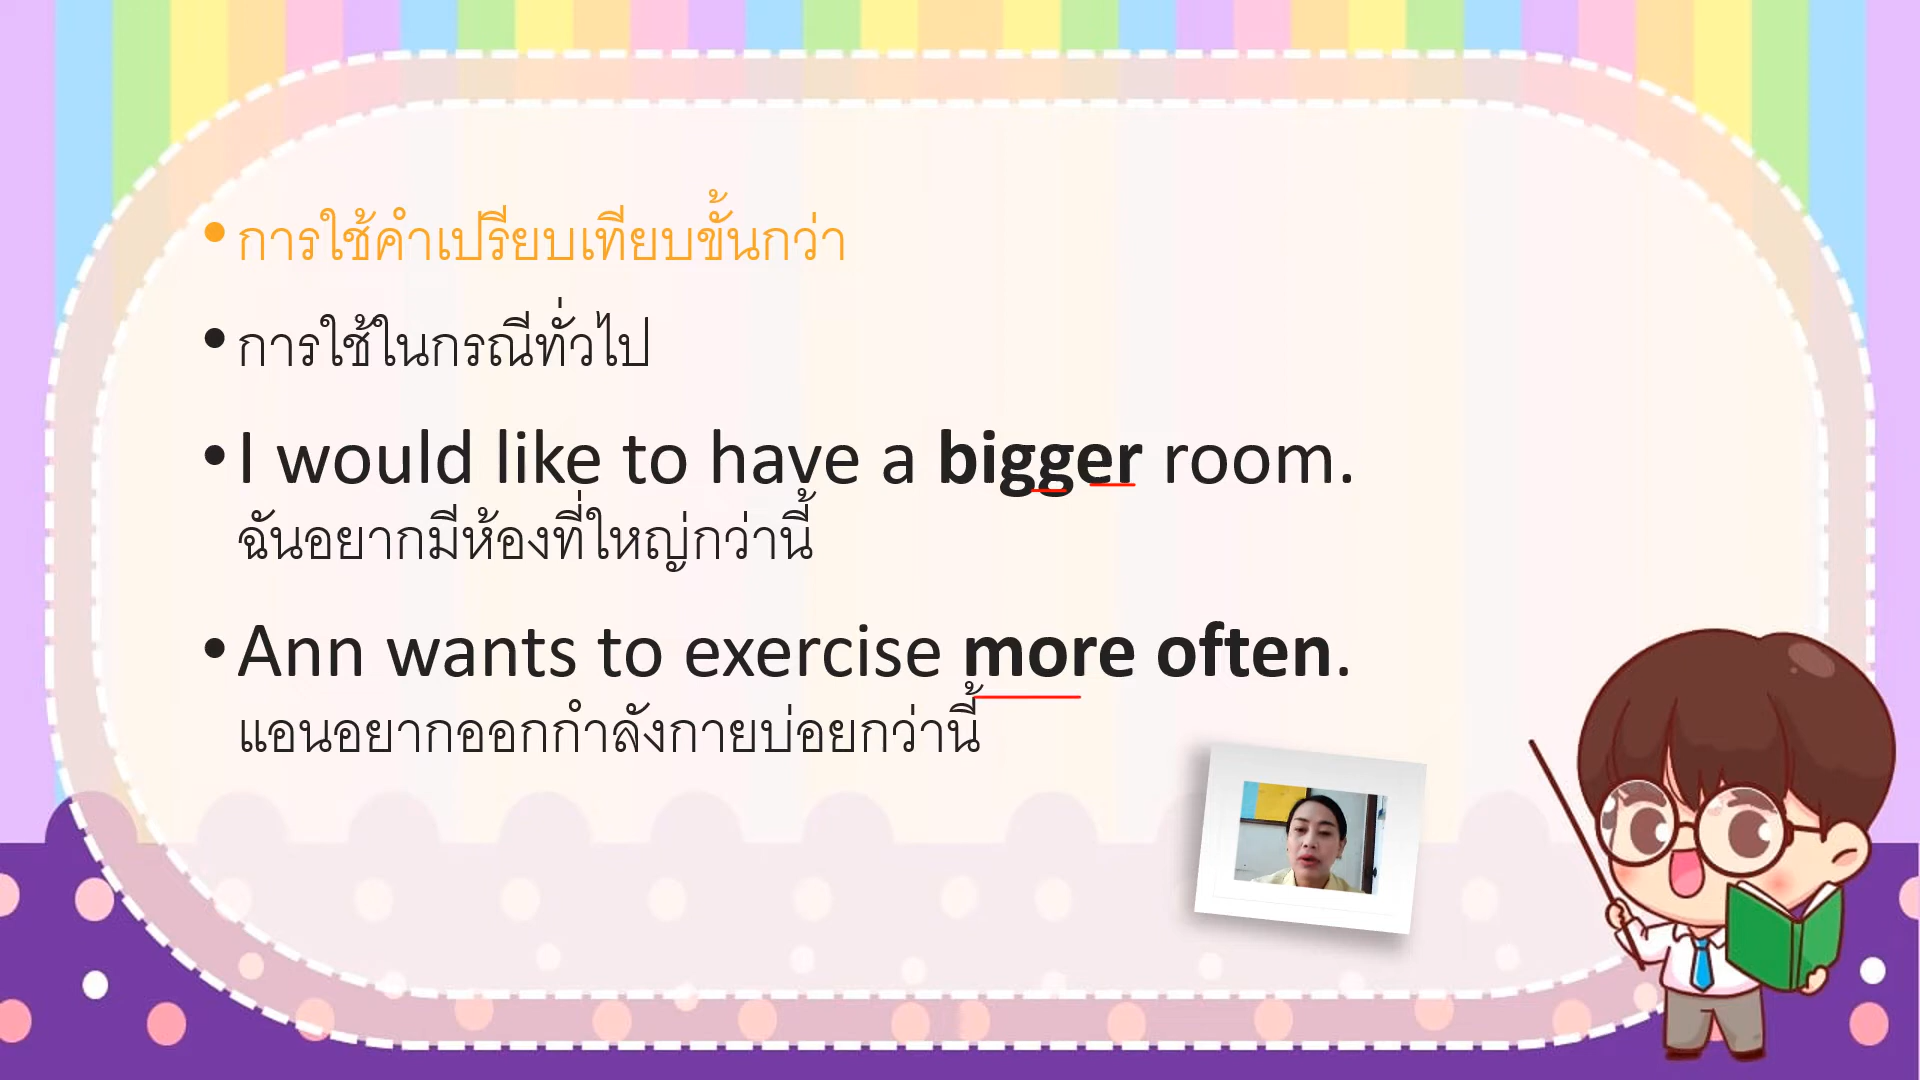 • การใช้คำเปรียบเทียบขั้นกว่า
• การใช้ในกรณีทั่วไป
• I would like to have a bigger room.
ฉันอยากมีห้องที่ใหญ่กว่านี้
• Ann wants to exercise more often.
แอนอยากออกกำลังกายบ่อยกว่านี้